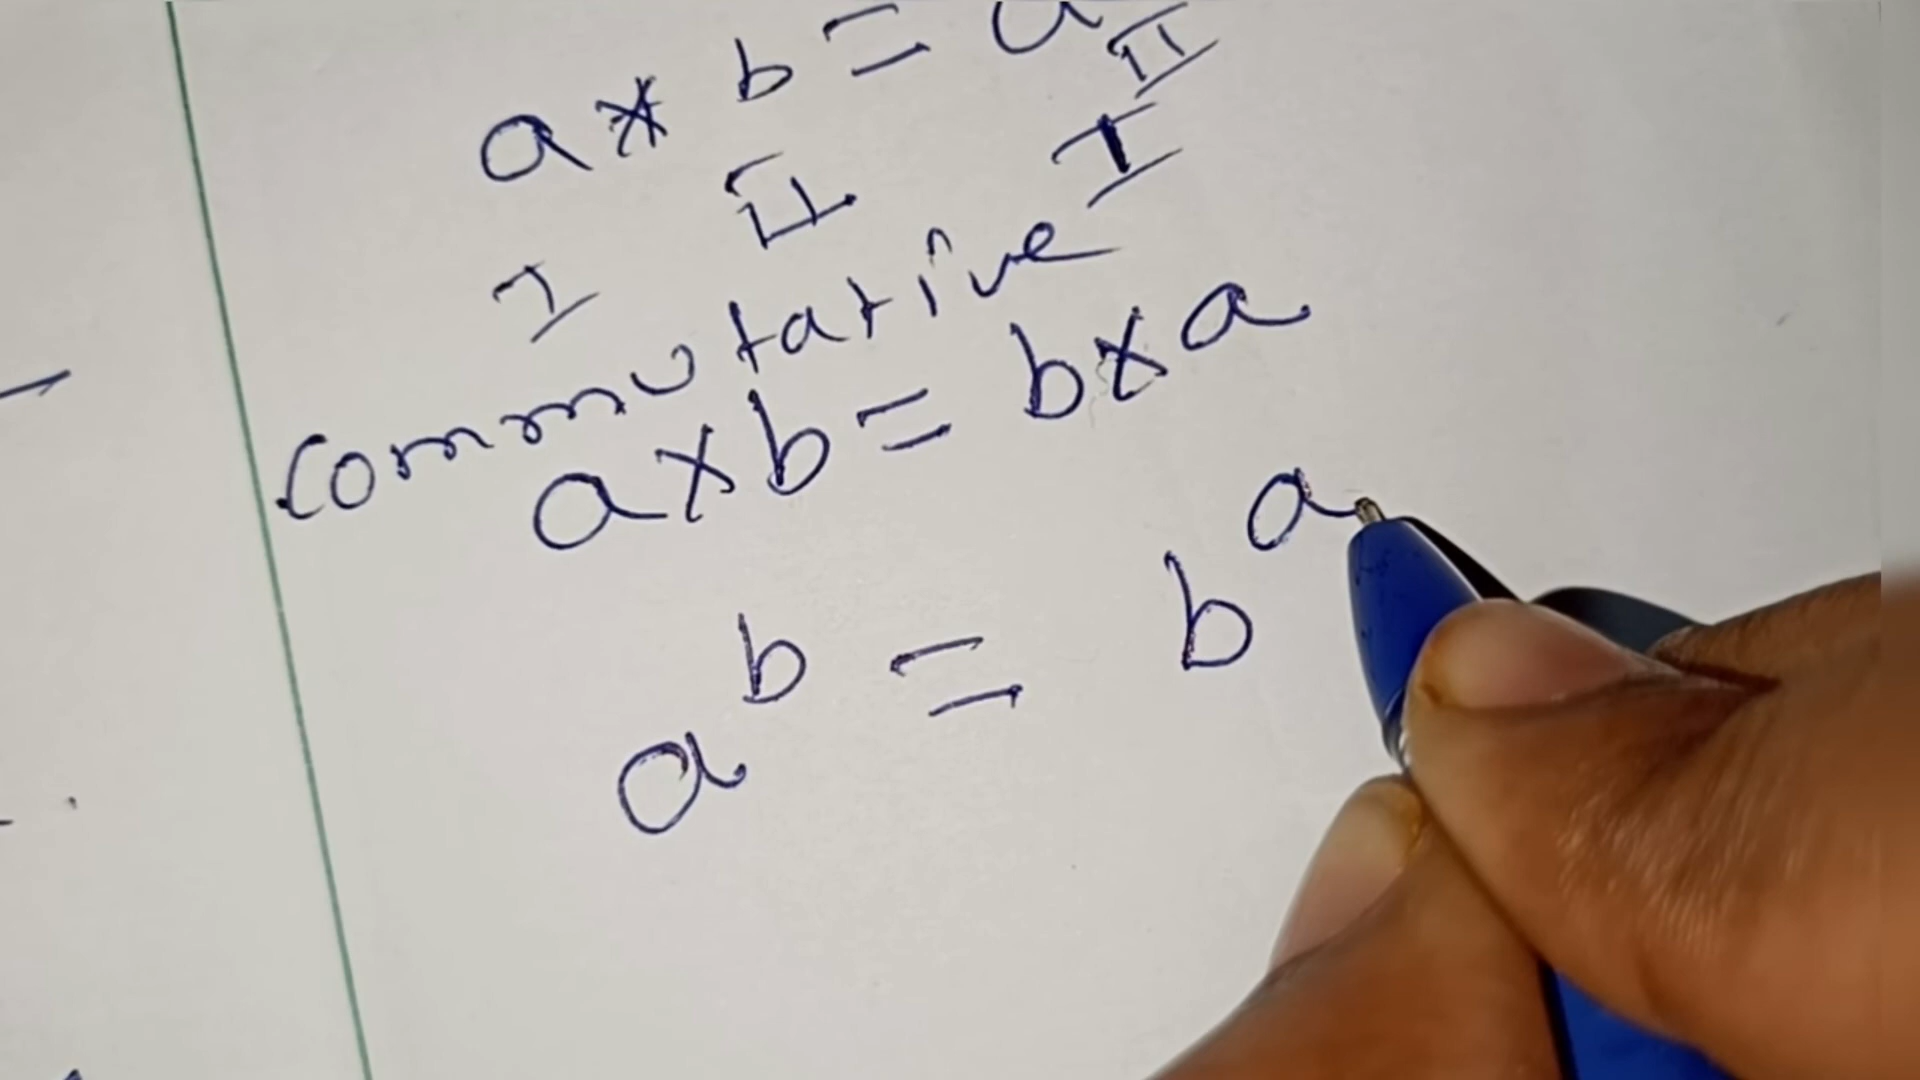 a * b = a
II
II I
I
Commutative
a * b = b * a
a^b = b^a